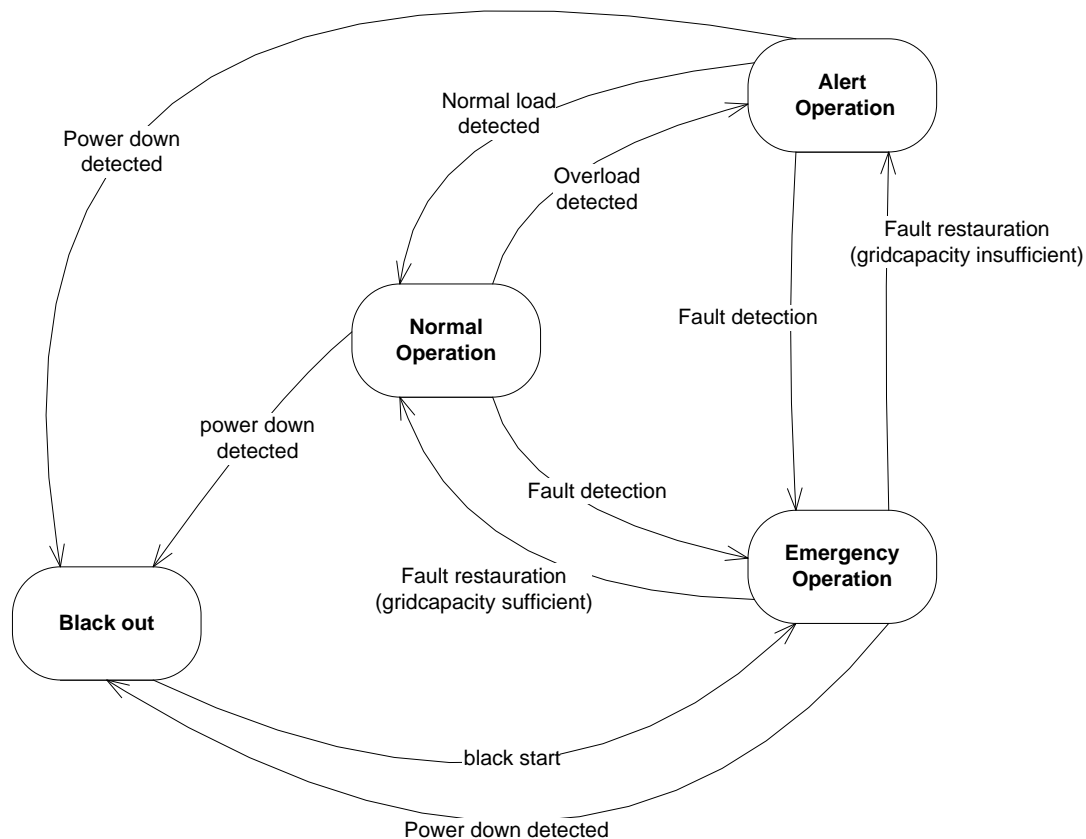 Alert
Operation
Normal load
detected
Power down
detected
Overload
detected
Fault restauration
(gridcapacity insufficient)
Normal
Operation
Fault detection
power down
detected
Fault detection
Emergency
Operation
Fault restauration
(gridcapacity sufficient)
Black out
black start
Power down detected